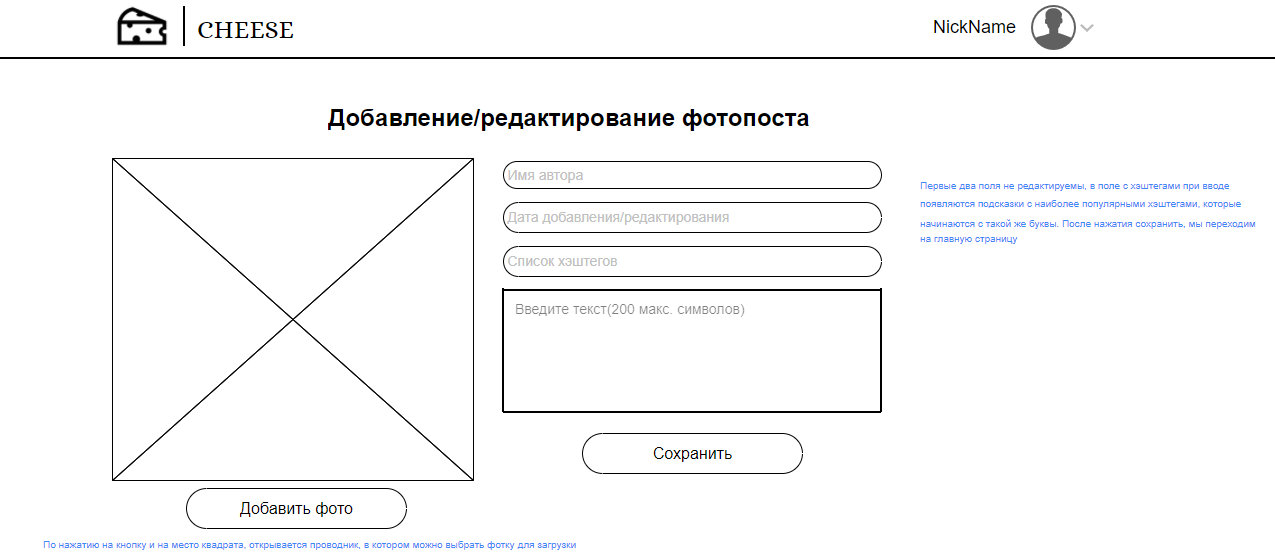 CHEESE
NickName
Добавление/редактирование фотопоста
Имя автора
Дата добавления/редактирования
Список хэштегов
Введите текст(200 макс. символов)
Сохранить
Первые два поля не редактируемы, в поле с хэштегами при вводе
появляются подсказки с наиболее популярными хэштегами, которые
начинаются с такой же буквы. После нажатия сохранить, мы переходим
на главную страницу
Добавить фото
По нажатию на кнопку и на место квадрата, открывается проводник, в котором можно выбрать фотку для загрузки